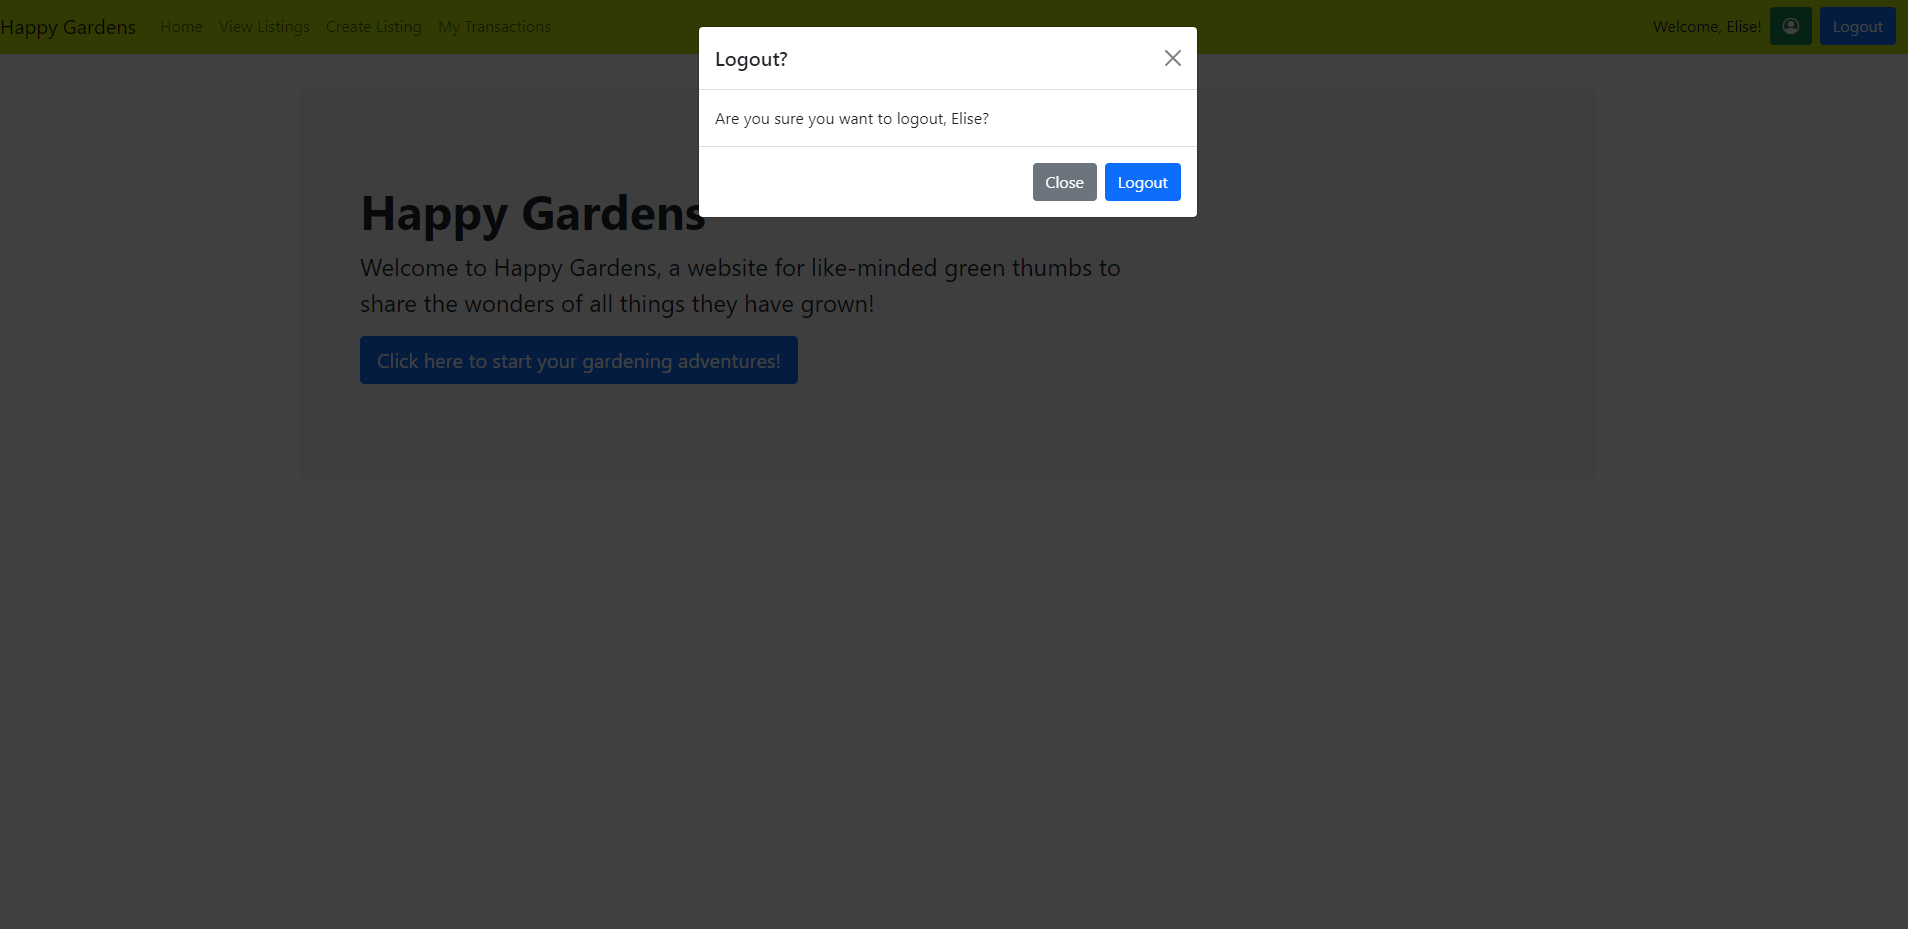 Happy Gardens Home View Listings Create Listing My Transactions Welcome, Elise! Logout
Logout?
Are you sure you want to logout, Elise?
Close Logout
Happy Gardens
Welcome to Happy Gardens, a website for like-minded green thumbs to
share the wonders of all things they have grown!
Click here to start your gardening adventures!